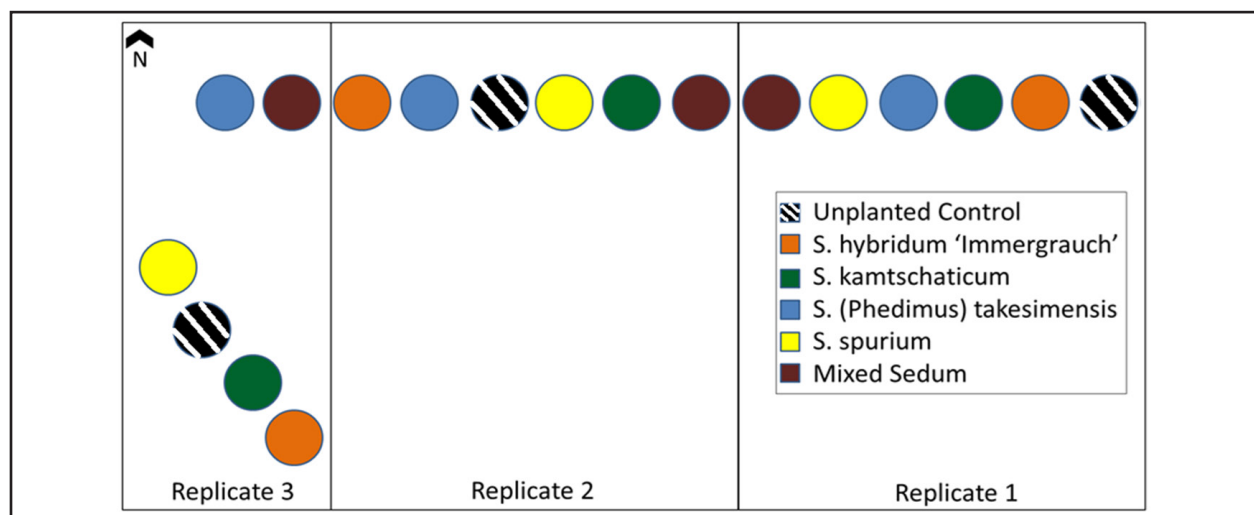 N
Unplanted Control
S. hybridum ‘Immergrauch’
S. kamtschaticum
S. (Phedimus) takesimensis
S. spurium
Mixed Sedum
Replicate 3
Replicate 2
Replicate 1